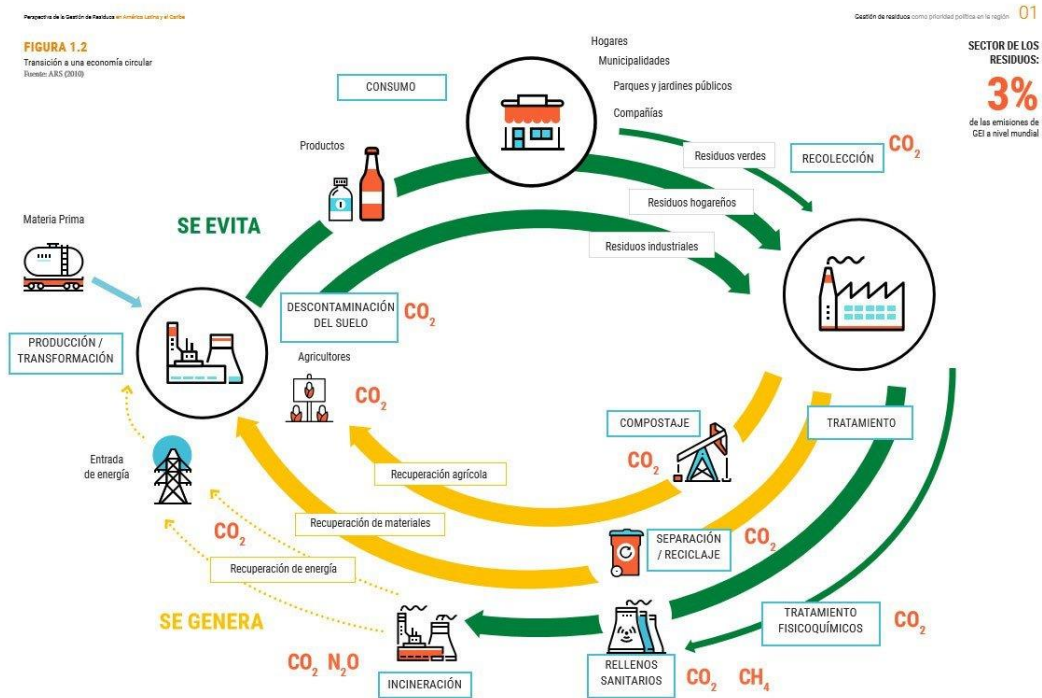 Perspectiva de la Gestión de Residuos en América Latina y el Caribe
Gestión de residuos como prioridad política en la región 01
FIGURA 1.2
Transición a una economía circular
Fuente: ARS (2010)
SECTOR DE LOS
RESIDUOS:
3%
de las emisiones de
GEI a nivel mundial
Hogares
Municipalidades
Parques y jardines públicos
Compañías
CONSUMO
Productos
Residuos verdes
RECOLECCIÓN
CO2
Residuos hogareños
Residuos industriales
SE EVITA
Materia Prima
DESCONTAMINACIÓN
DEL SUELO
CO2
PRODUCCIÓN /
TRANSFORMACIÓN
Agricultores
CO2
COMPOSTAJE
CO2
TRATAMIENTO
Entrada
de energía
Recuperación agrícola
Recuperación de materiales
CO2
Recuperación de energía
SEPARACIÓN
/ RECICLAJE
CO2
SE GENERA
TRATAMIENTO
FISICOQUÍMICOS
CO2
CO2 N2O
INCINERACIÓN
RELLENOS
SANITARIOS
CO2 CH4